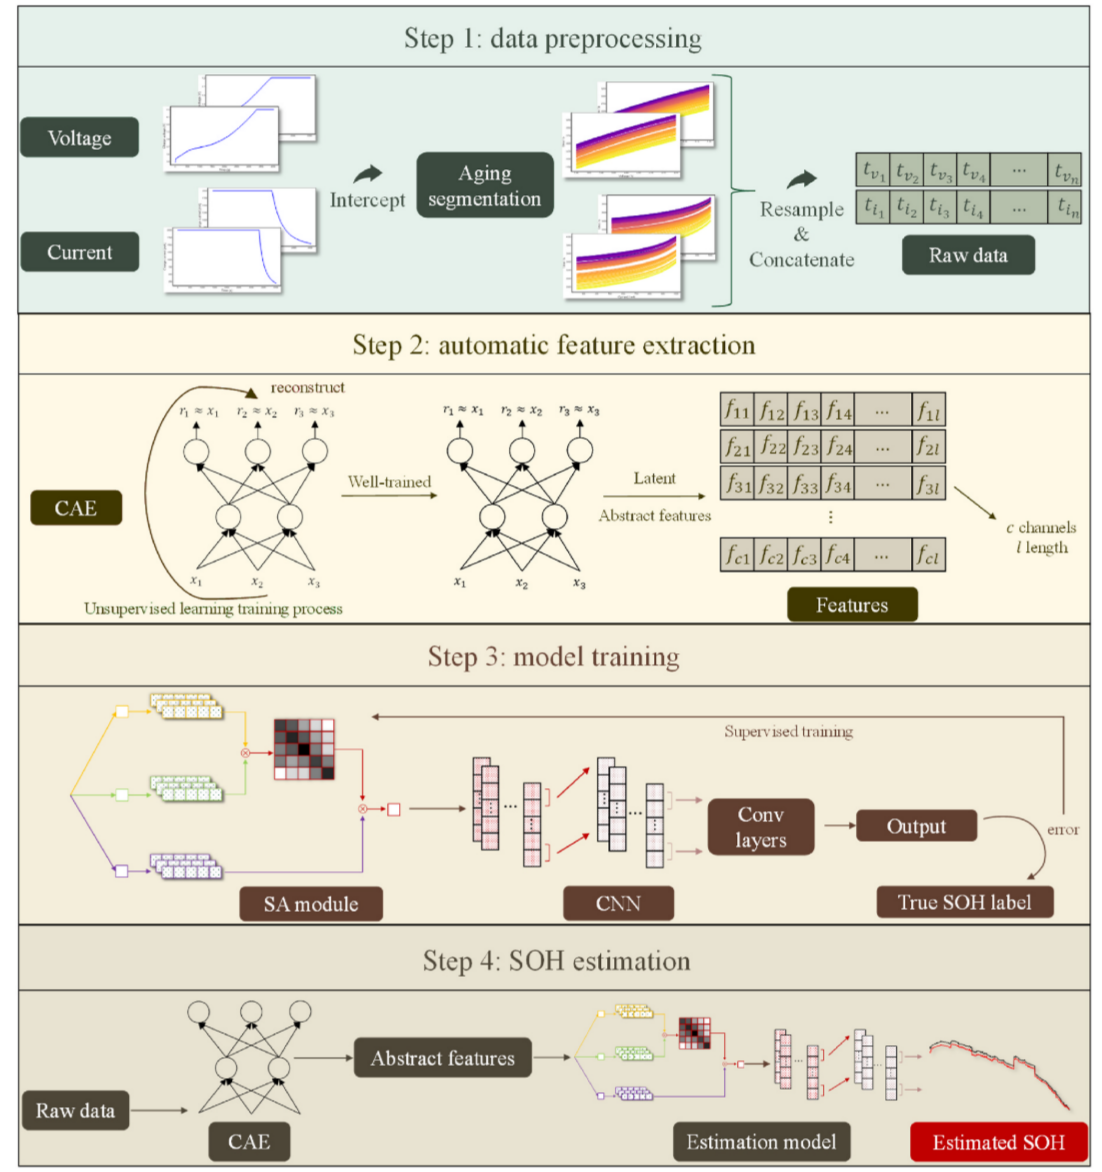 Step 1: data preprocessing
Voltage
Current
Intercept
Aging
segmentation
Resample
&
Concatenate
t_{v_1} t_{v_2} t_{v_3} t_{v_4} ... t_{v_n}
t_{i_1} t_{i_2} t_{i_3} t_{i_4} ... t_{i_n}
Raw data
Step 2: automatic feature extraction
reconstruct
r_1 ≈ x_1 r_2 ≈ x_2 r_3 ≈ x_3
CAE
x_1 x_2 x_3
Unsupervised learning training process
Well-trained
r_1 ≈ x_1 r_2 ≈ x_2 r_3 ≈ x_3
x_1 x_2 x_3
Latent
Abstract features
f_{11} f_{12} f_{13} f_{14} ... f_{1l}
f_{21} f_{22} f_{23} f_{24} ... f_{2l}
f_{31} f_{32} f_{33} f_{34} ... f_{3l}
⋮
f_{c1} f_{c2} f_{c3} f_{c4} ... f_{cl}
c channels
l length
Features
Step 3: model training
Supervised training
SA module
...
...
CNN
Conv
layers
Output
error
True SOH label
Step 4: SOH estimation
Raw data
CAE
Abstract features
Estimation model
Estimated SOH